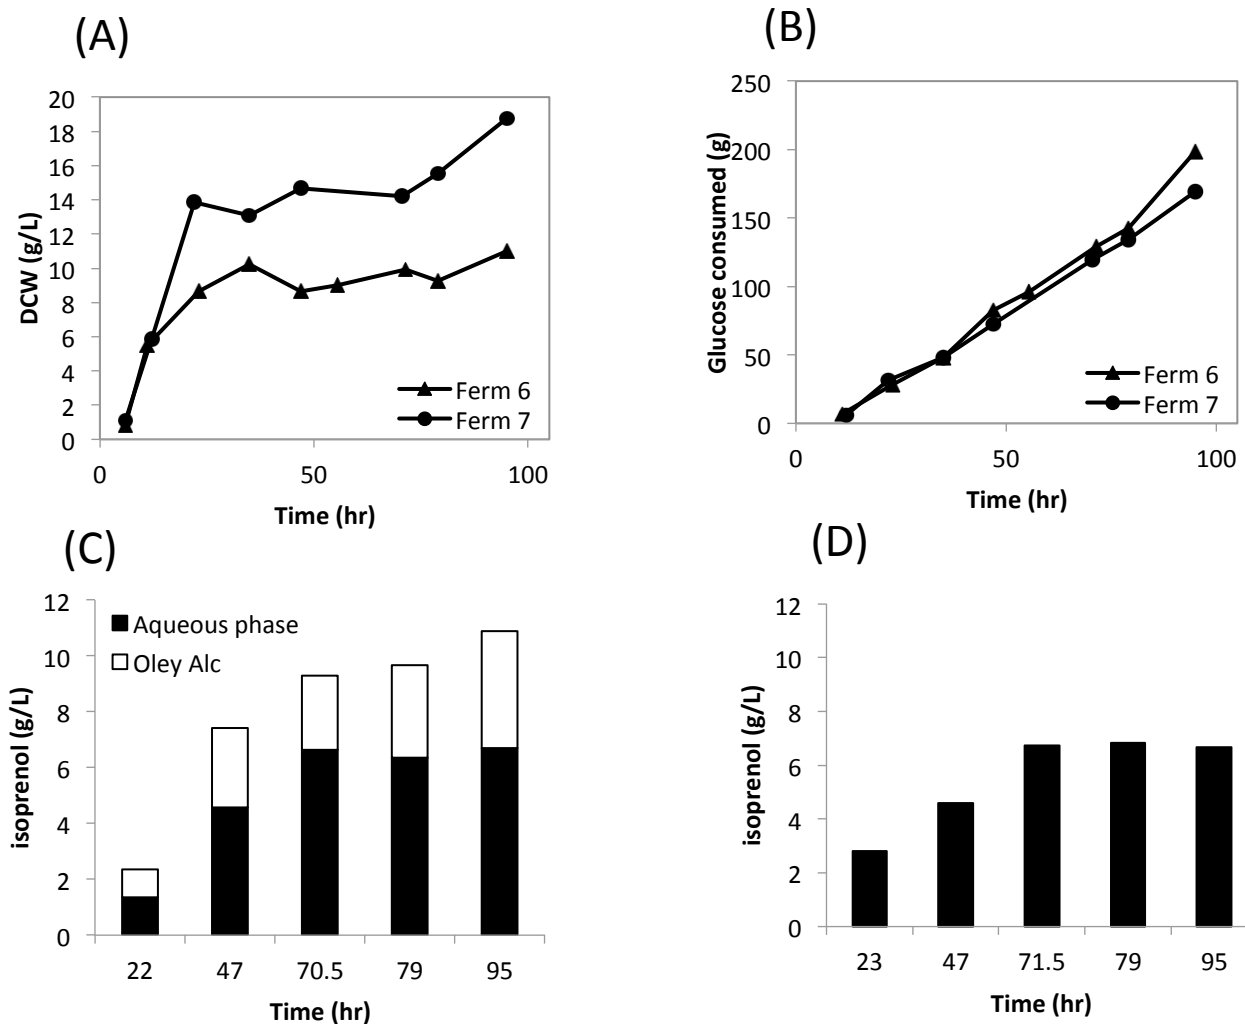 (A)
20
18
16
14
12
10
8
6
4
2
0
DCW (g/L)
Ferm 6
Ferm 7
0 50 100
Time (hr)
(B)
250
200
150
100
50
0
Glucose consumed (g)
Ferm 6
Ferm 7
0 50 100
Time (hr)
(C)
12
10
8
6
4
2
0
isoprenol (g/L)
Aqueous phase
Oley Alc
22 47 70.5 79 95
Time (hr)
(D)
12
10
8
6
4
2
0
isoprenol (g/L)
23 47 71.5 79 95
Time (hr)